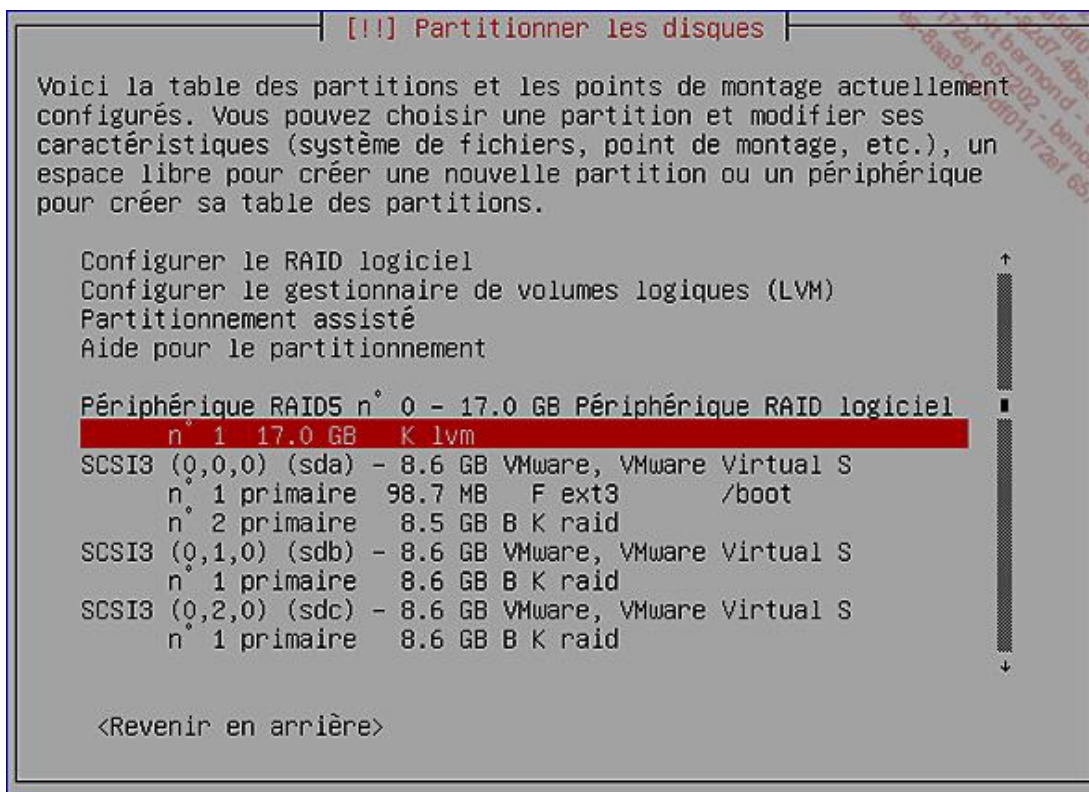 [!!] Partitionner les disques
Voici la table des partitions et les points de montage actuellement
configurés. Vous pouvez choisir une partition et modifier ses
caractéristiques (système de fichiers, point de montage, etc.), un
espace libre pour créer une nouvelle partition ou un périphérique
pour créer sa table des partitions.
Configurer le RAID logiciel
Configurer le gestionnaire de volumes logiques (LVM)
Partitionnement assisté
Aide pour le partitionnement
Périphérique RAID5 n° 0 - 17.0 GB Périphérique RAID logiciel
n° 1 17.0 GB K lvm
SCSI3 (0,0,0) (sda) - 8.6 GB VMware, VMware Virtual S
n° 1 primaire 98.7 MB F ext3 /boot
n° 2 primaire 8.5 GB B K raid
SCSI3 (0,1,0) (sdb) - 8.6 GB VMware, VMware Virtual S
n° 1 primaire 8.6 GB B K raid
SCSI3 (0,2,0) (sdc) - 8.6 GB VMware, VMware Virtual S
n° 1 primaire 8.6 GB B K raid
<Revenir en arrière>